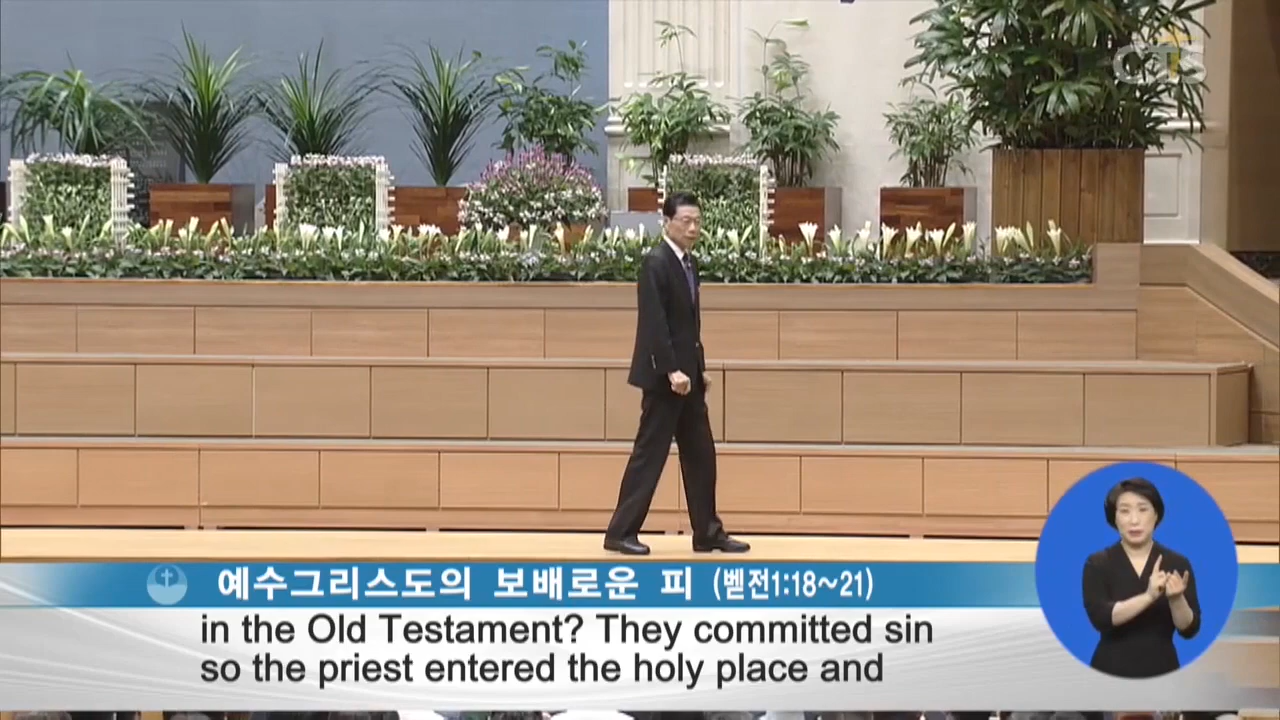 CTS
예수그리스도의 보배로운 피 (벧전1:18~21)
in the Old Testament? They committed sin
so the priest entered the holy place and